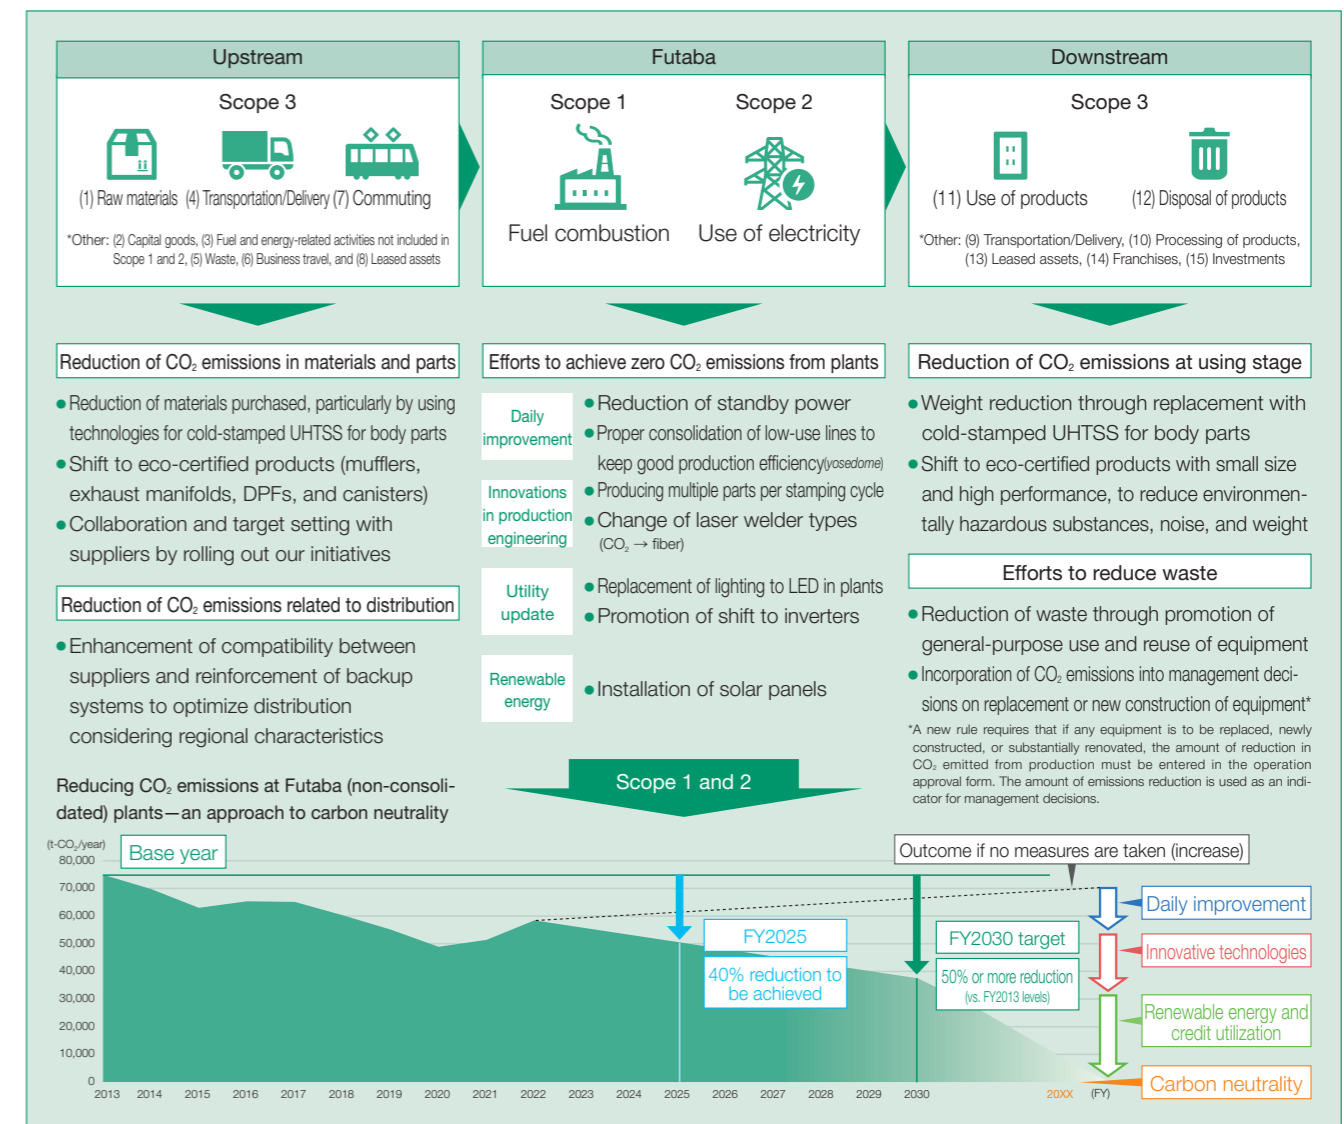 Upstream
Scope 3
(1) Raw materials (4) Transportation/Delivery (7) Commuting
*Other: (2) Capital goods, (3) Fuel and energy-related activities not included in
Scope 1 and 2, (5) Waste, (6) Business travel, and (8) Leased assets
Futaba
Scope 1
Scope 2
Fuel combustion
Use of electricity
Downstream
Scope 3
(11) Use of products
(12) Disposal of products
*Other: (9) Transportation/Delivery, (10) Processing of products,
(13) Leased assets, (14) Franchises, (15) Investments
Reduction of CO₂ emissions in materials and parts
● Reduction of materials purchased, particularly by using
technologies for cold-stamped UHTSS for body parts
● Shift to eco-certified products (mufflers,
exhaust manifolds, DPFs, and canisters)
● Collaboration and target setting with
suppliers by rolling out our initiatives
Reduction of CO₂ emissions related to distribution
● Enhancement of compatibility between
suppliers and reinforcement of backup
systems to optimize distribution
considering regional characteristics
Efforts to achieve zero CO₂ emissions from plants
Daily
improvement
● Reduction of standby power
● Proper consolidation of low-use lines to
keep good production efficiency(yosedome)
Innovations
in production
engineering
● Producing multiple parts per stamping cycle
● Change of laser welder types
(CO₂ → fiber)
Utility
update
● Replacement of lighting to LED in plants
● Promotion of shift to inverters
Renewable
energy
● Installation of solar panels
Reduction of CO₂ emissions at using stage
● Weight reduction through replacement with
cold-stamped UHTSS for body parts
● Shift to eco-certified products with small size
and high performance, to reduce environmen-
tally hazardous substances, noise, and weight
Efforts to reduce waste
● Reduction of waste through promotion of
general-purpose use and reuse of equipment
● Incorporation of CO₂ emissions into management deci-
sions on replacement or new construction of equipment*
*A new rule requires that if any equipment is to be replaced, newly
constructed, or substantially renovated, the amount of reduction in
CO₂ emitted from production must be entered in the operation
approval form. The amount of emissions reduction is used as an indi-
cator for management decisions.
Scope 1 and 2
Reducing CO₂ emissions at Futaba (non-consoli-
dated) plants—an approach to carbon neutrality
(t-CO₂/year)
80,000
70,000
60,000
50,000
40,000
30,000
20,000
10,000
0
Base year
Outcome if no measures are taken (increase)
FY2025
40% reduction to
be achieved
FY2030 target
50% or more reduction
(vs. FY2013 levels)
Daily improvement
Innovative technologies
Renewable energy and
credit utilization
Carbon neutrality
2013 2014 2015 2016 2017 2018 2019 2020 2021 2022 2023 2024 2025 2026 2027 2028 2029 2030 20XX (FY)